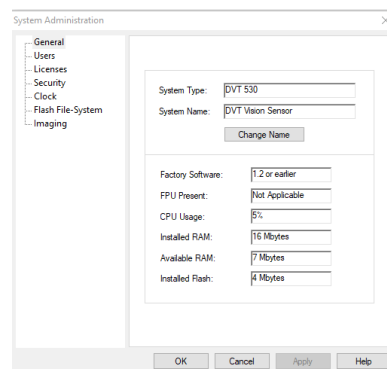 System Administration
General
Users
Licenses
Security
Clock
Flash File-System
Imaging
System Type: DVT 530
System Name: DVT Vision Sensor
Change Name
Factory Software: 1.2 or earlier
FPU Present: Not Applicable
CPU Usage: 5%
Installed RAM: 16 Mbytes
Available RAM: 7 Mbytes
Installed Flash: 4 Mbytes
OK Cancel Apply Help